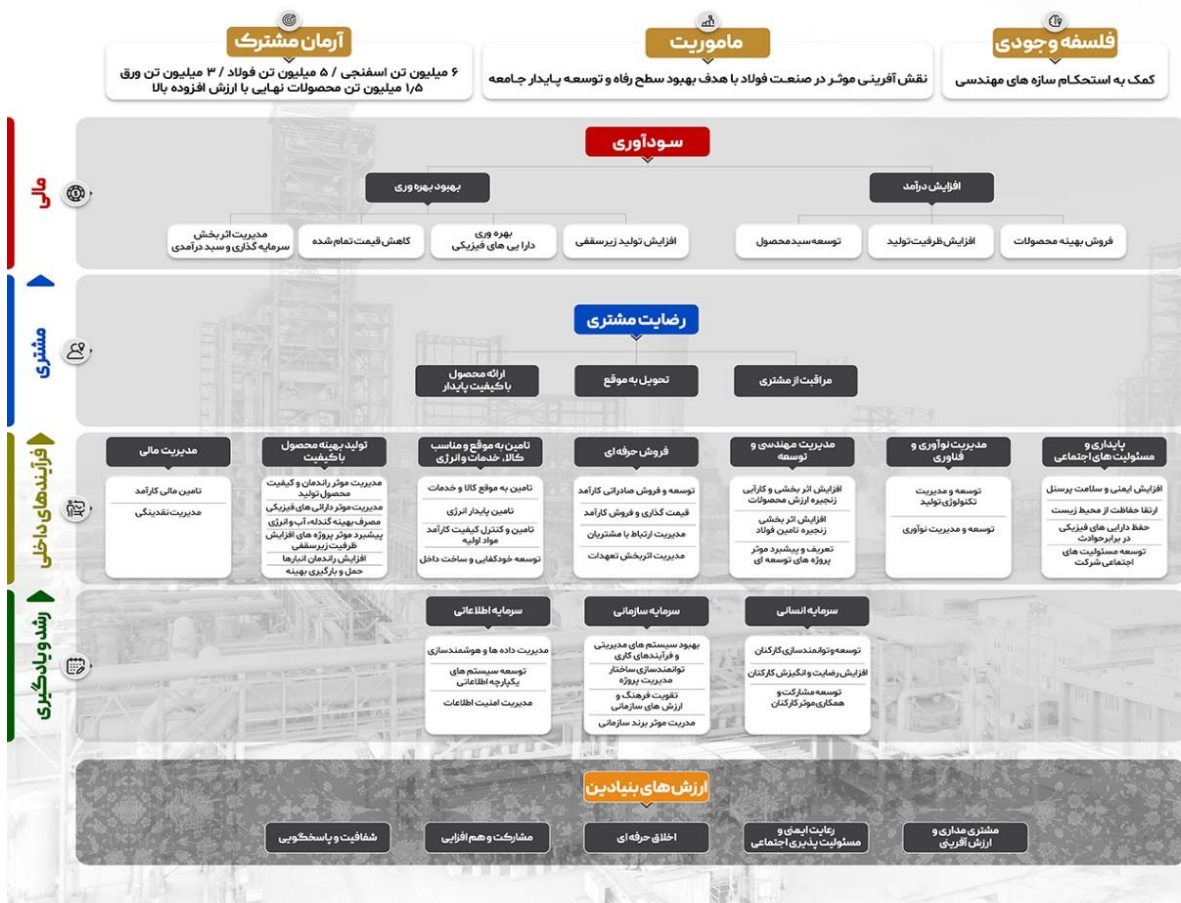 فلسفه وجودی
کمک به استحکام سازه های مهندسی
ماموریت
نقش آفرینی موثر در صنعت فولاد با هدف بهبود سطح رفاه و توسعه پایدار جامعه
آرمان مشترک
۶ میلیون تن اسفنجی / ۵ میلیون تن فولاد / ۳ میلیون تن ورق
۱٫۵ میلیون تن محصولات نهایی با ارزش افزوده بالا
مالی
سودآوری
افزایش درآمد
بهبود بهره وری
فروش بهینه محصولات
افزایش ظرفیت تولید
توسعه سبد محصول
افزایش تولید زیرسقفی
بهره وری
دارا یی های فیزیکی
کاهش قیمت تمام شده
مدیریت اثر بخش
سرمایه گذاری و سبد درآمدی
مشتری
رضایت مشتری
مراقبت از مشتری
تحویل به موقع
ارائه محصول
با کیفیت پایدار
فرآیندهای داخلی
پایداری و
مسئولیت های اجتماعی
افزایش ایمنی و سلامت پرسنل
ارتقا حفاظت از محیط زیست
حفظ دارایی های فیزیکی
در برابر حوادث
توسعه مسئولیت های
اجتماعی شرکت
مدیریت نوآوری و
فناوری
توسعه و مدیریت
تکنولوژی تولید
توسعه و مدیریت نوآوری
مدیریت مهندسی و
توسعه
افزایش اثر بخشی و کارآیی
زنجیره ارزش محصولات
افزایش اثر بخشی
زنجیره تامین فولاد
تعریف و پیشبرد موثر
پروژه های توسعه ای
فروش حرفه ای
توسعه و فروش صادراتی کارآمد
قیمت گذاری و فروش کارآمد
مدیریت ارتباط با مشتریان
مدیریت اثربخش تعهدات
تامین به موقع و مناسب
کالا، خدمات و انرژی
تامین به موقع کالا و خدمات
تامین پایدار انرژی
تامین و کنترل کیفیت کارآمد
مواد اولیه
توسعه خودکفایی و ساخت داخل
تولید بهینه محصول
با کیفیت
مدیریت موثر راندمان و کیفیت
محصول تولید
مدیریت موثر دارائی های فیزیکی
مصرف بهینه گندله، آب و انرژی
پیشبرد موثر پروژه های افزایش
ظرفیت زیرسقفی
افزایش راندمان انبارها
حمل و بارگیری بهینه
مدیریت مالی
تامین مالی کارآمد
مدیریت نقدینگی
رشد و یادگیری
سرمایه انسانی
توسعه و توانمندسازی کارکنان
افزایش رضایت و انگیزش کارکنان
توسعه مشارکت و
همکاری موثر کارکنان
سرمایه سازمانی
بهبود سیستم های مدیریتی
و فرآیندهای کاری
توانمندسازی ساختار
مدیریت پروژه
تقویت فرهنگ و
ارزش های سازمانی
مدریت موثر برند سازمانی
سرمایه اطلاعاتی
مدیریت داده ها و هوشمندسازی
توسعه سیستم های
یکپارچه اطلاعاتی
مدیریت امنیت اطلاعات
ارزش های بنیادین
مشتری مداری و
ارزش آفرینی
رعایت ایمنی و
مسئولیت پذیری اجتماعی
اخلاق حرفه ای
مشارکت و هم افزایی
شفافیت و پاسخگویی